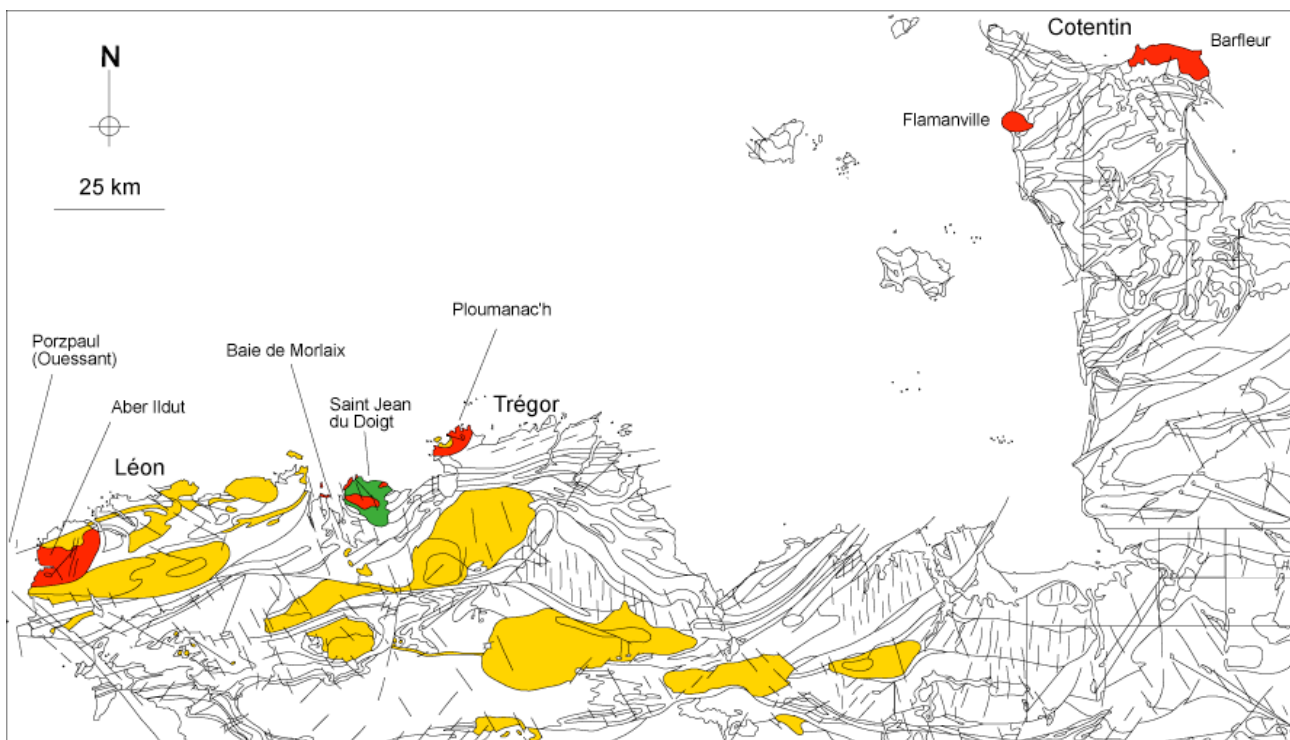 Cotentin
Barfleur
N
Flamanville
25 km
Ploumanac'h
Porzpaul
(Ouessant)
Baie de Morlaix
Aber Ildut
Saint Jean
du Doigt
Trégor
Léon